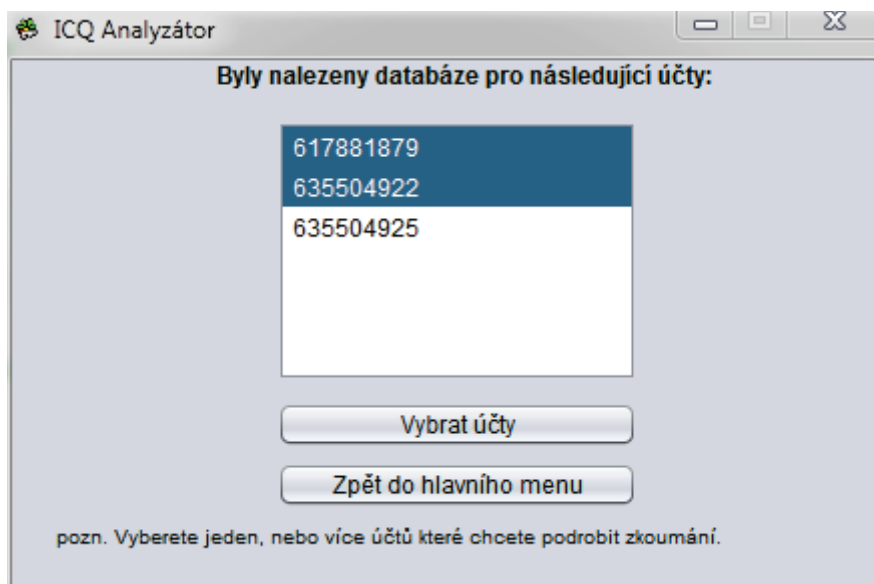 ICQ Analyzátor
Byly nalezeny databáze pro následující účty:
617881879
635504922
635504925
Vybrat účty
Zpět do hlavního menu
pozn. Vyberete jeden, nebo více účtů které chcete podrobit zkoumání.